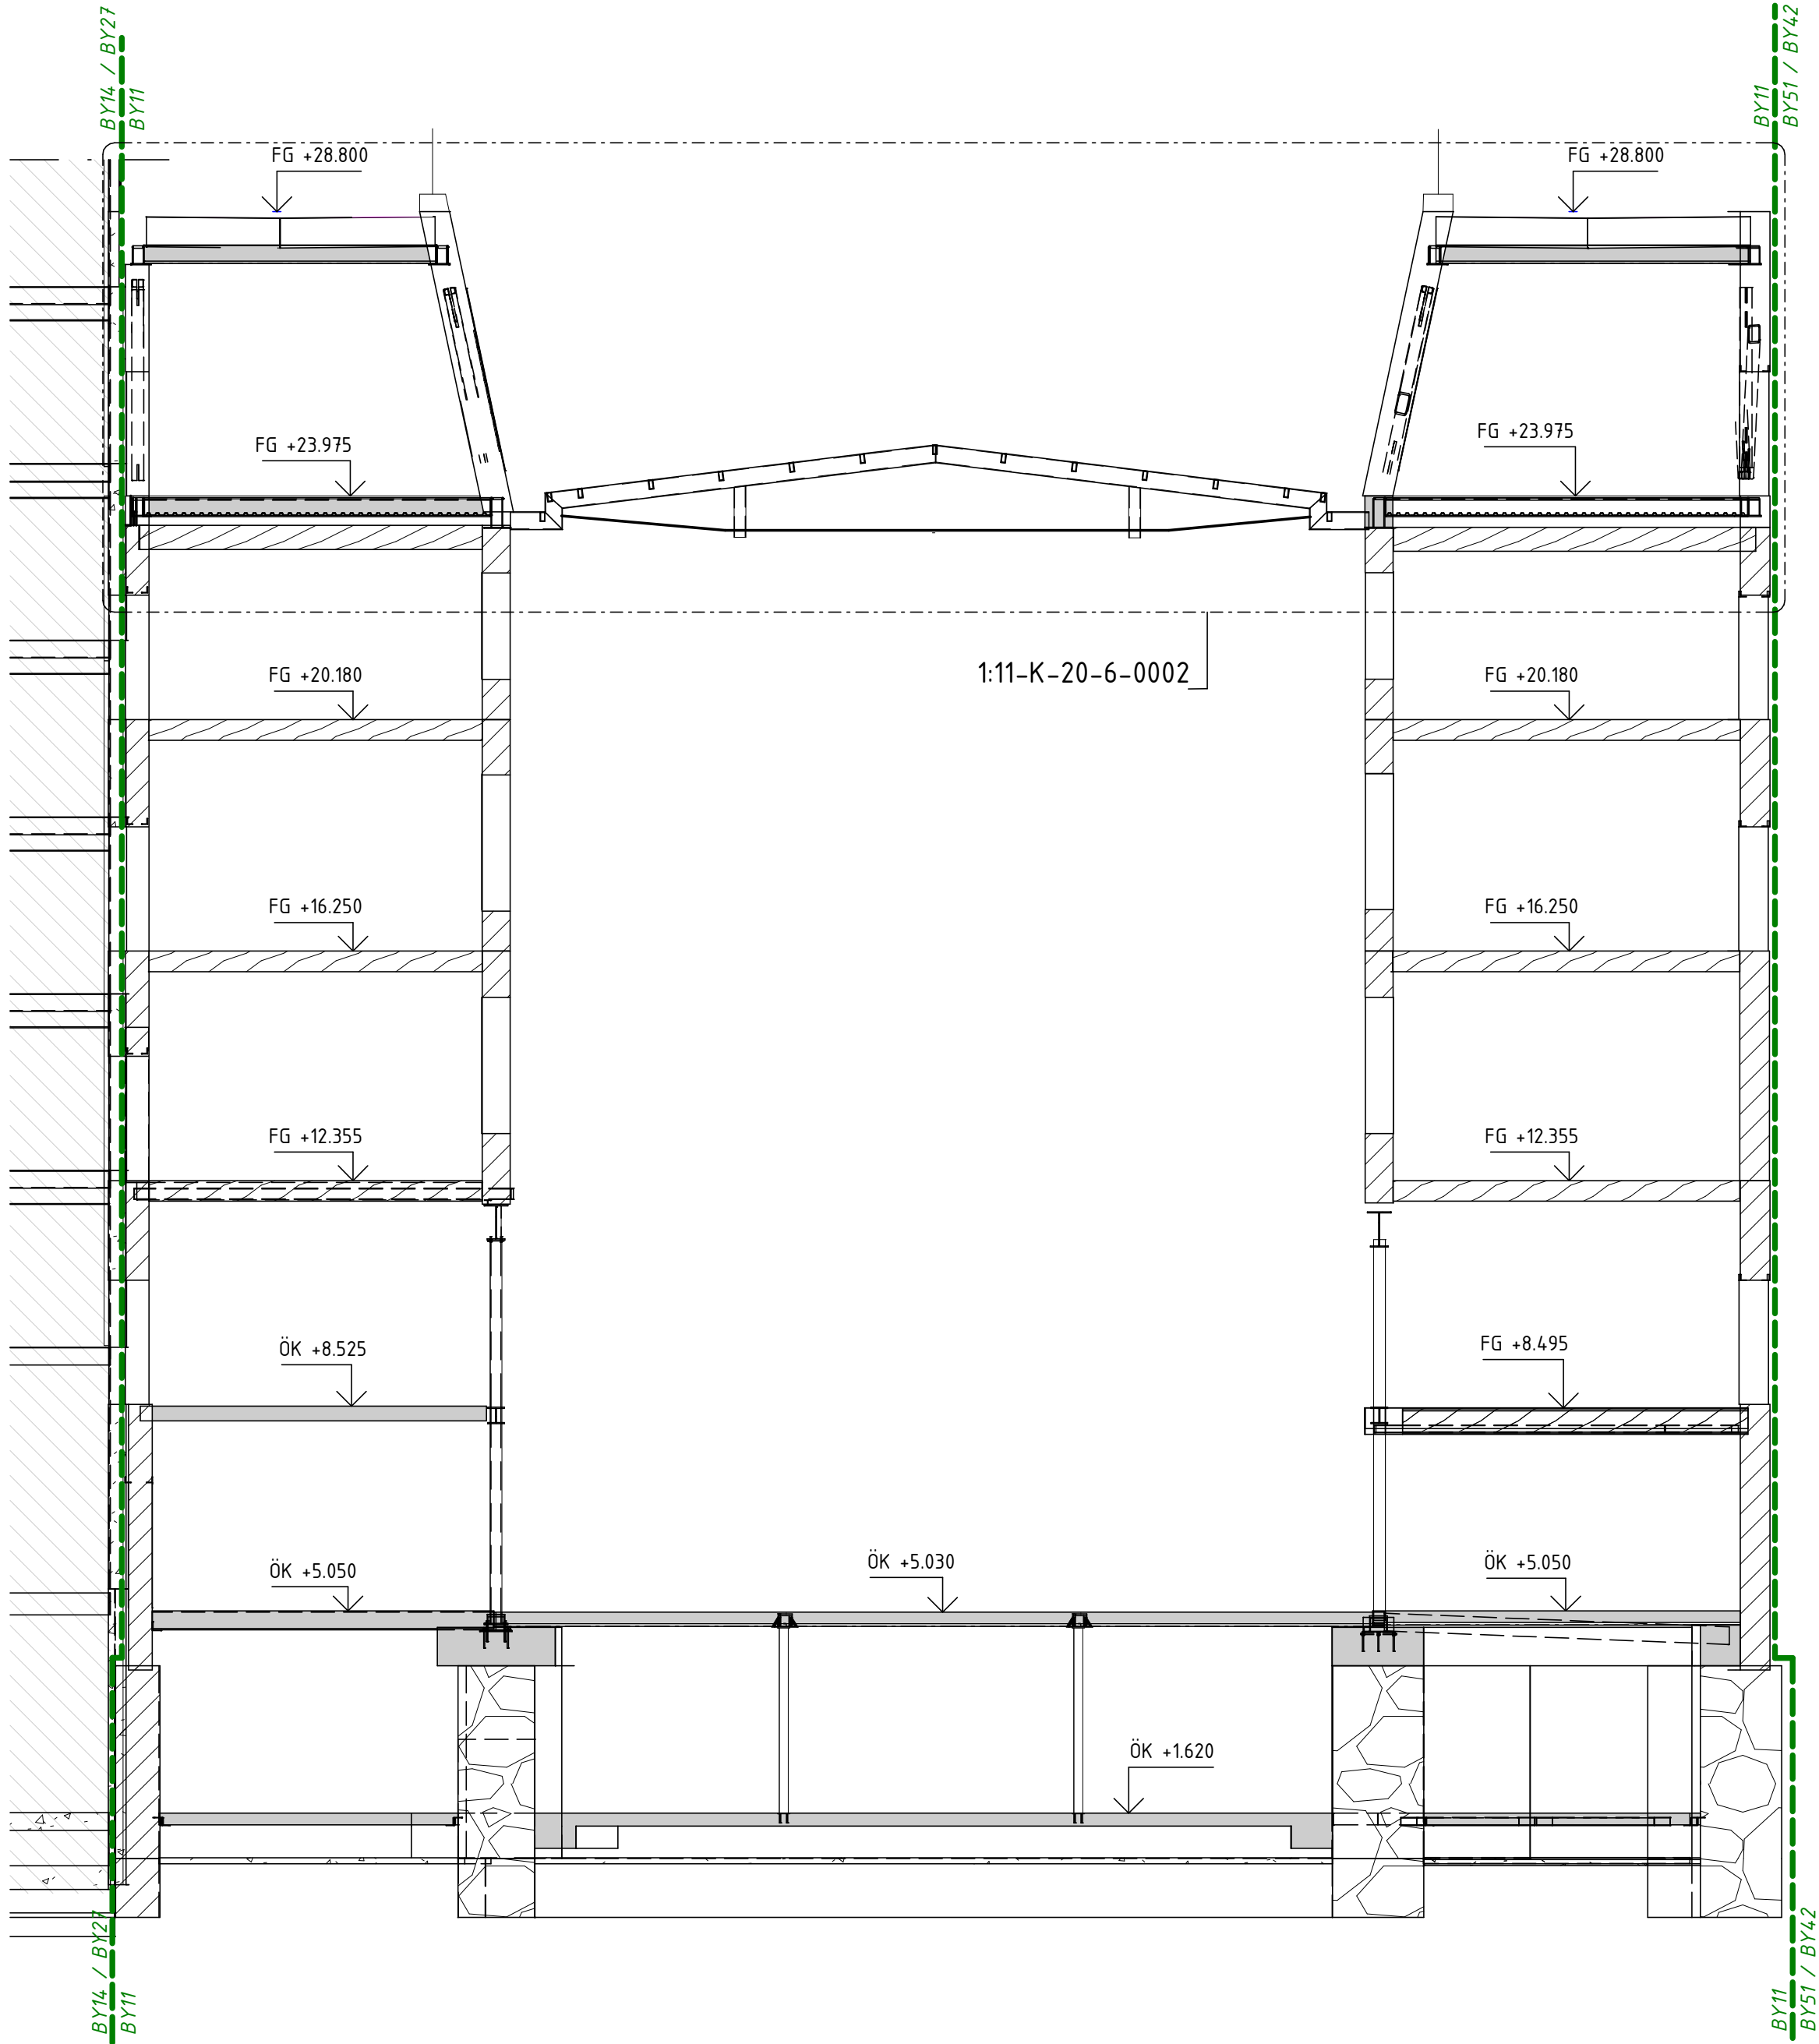 BY14 / BY27
BY11
BY11
BY51 / BY42
FG +28.800
FG +28.800
FG +23.975
FG +23.975
1:11-K-20-6-0002
FG +20.180
FG +20.180
FG +16.250
FG +16.250
FG +12.355
FG +12.355
ÖK +8.525
FG +8.495
ÖK +5.050
ÖK +5.030
ÖK +5.050
ÖK +1.620
BY14 / BY27
BY11
BY11
BY51 / BY42